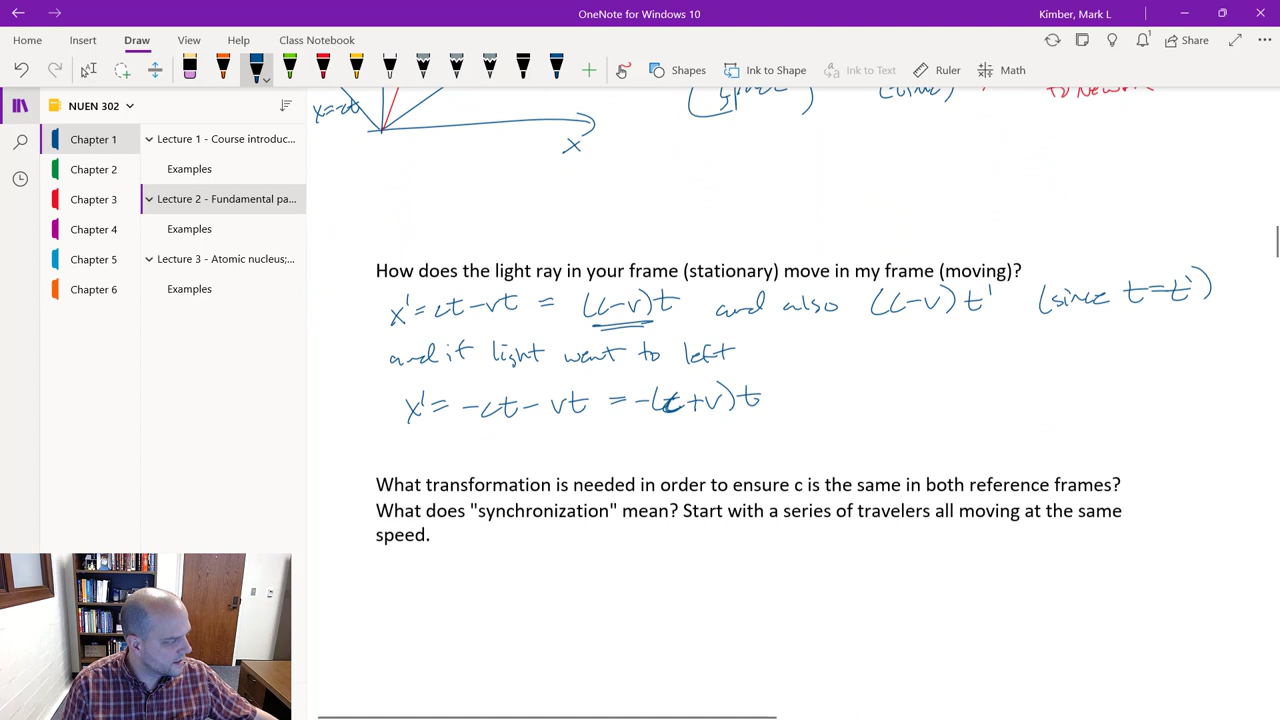 OneNote for Windows 10
Kimber, Mark L
Home Insert Draw View Help Class Notebook
Share
Shapes Ink to Shape Ink to Text Ruler Math
NUEN 302
Chapter 1
Chapter 2
Chapter 3
Chapter 4
Chapter 5
Chapter 6
Lecture 1 - Course introduc...
Examples
Lecture 2 - Fundamental pa...
Examples
Lecture 3 - Atomic nucleus;...
Examples
x=-ct
x
How does the light ray in your frame (stationary) move in my frame (moving)?
x' = ct - vt = (c-v)t and also (c-v)t' (since t=t')
and if light went to left
x' = -ct - vt = -(c+v)t
What transformation is needed in order to ensure c is the same in both reference frames?
What does "synchronization" mean? Start with a series of travelers all moving at the same
speed.